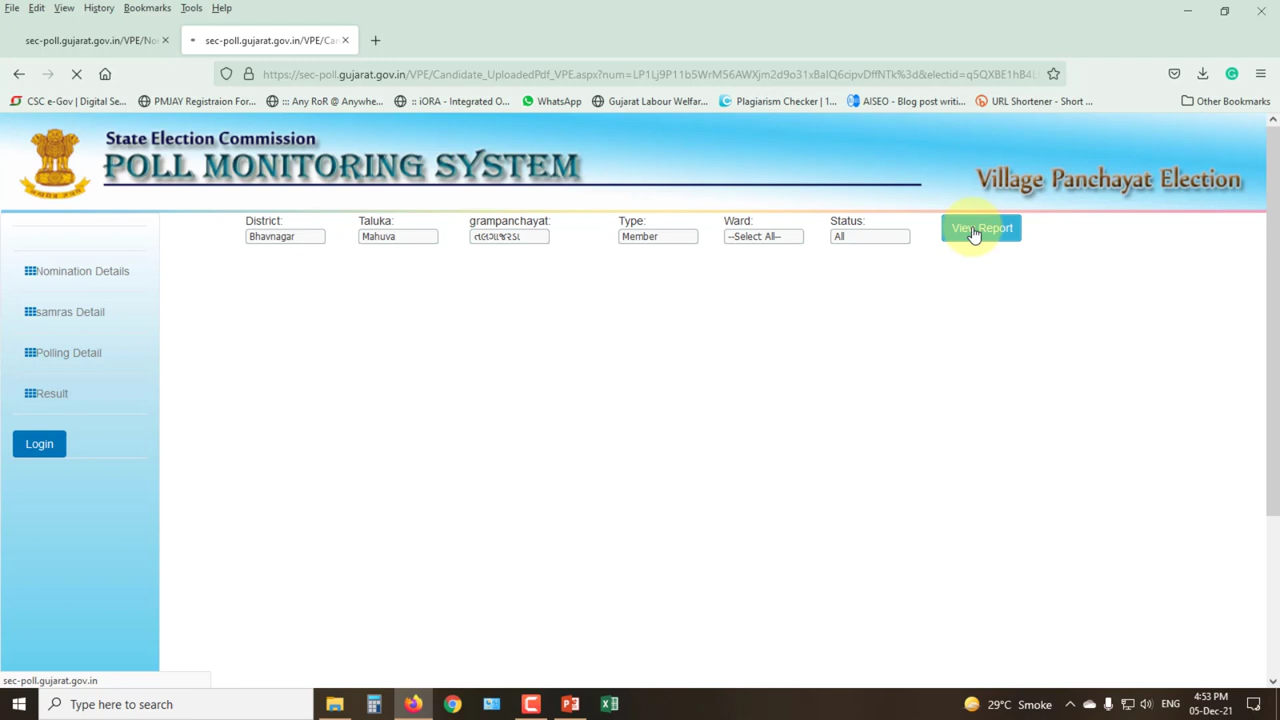 File Edit View History Bookmarks Tools Help
sec-poll.gujarat.gov.in/VPE/No
sec-poll.gujarat.gov.in/VPE/Ca
https://sec-poll.gujarat.gov.in/VPE/Candidate_UploadedPdf_VPE.aspx?num=LP1Lj9P11b5WrM56AWXjm2d9o31xBaIQ6cipvDffNTk%3d&electid=q5QXBE1hB4
CSC e-Gov | Digital Se... PMJAY Registraion For... ::: Any RoR @ Anywhe... :: iORA - Integrated O... WhatsApp Gujarat Labour Welfar... Plagiarism Checker | 1... AISEO - Blog post writi... URL Shortener - Short ... Other Bookmarks
State Election Commission
POLL MONITORING SYSTEM
Village Panchayat Election
District: Taluka: grampanchayat: Type: Ward: Status:
Bhavnagar Mahuva તલગાજરડા Member --Select All-- All View Report
Nomination Details
samras Detail
Polling Detail
Result
Login
sec-poll.gujarat.gov.in
Type here to search
29°C Smoke ENG
4:53 PM
05-Dec-21